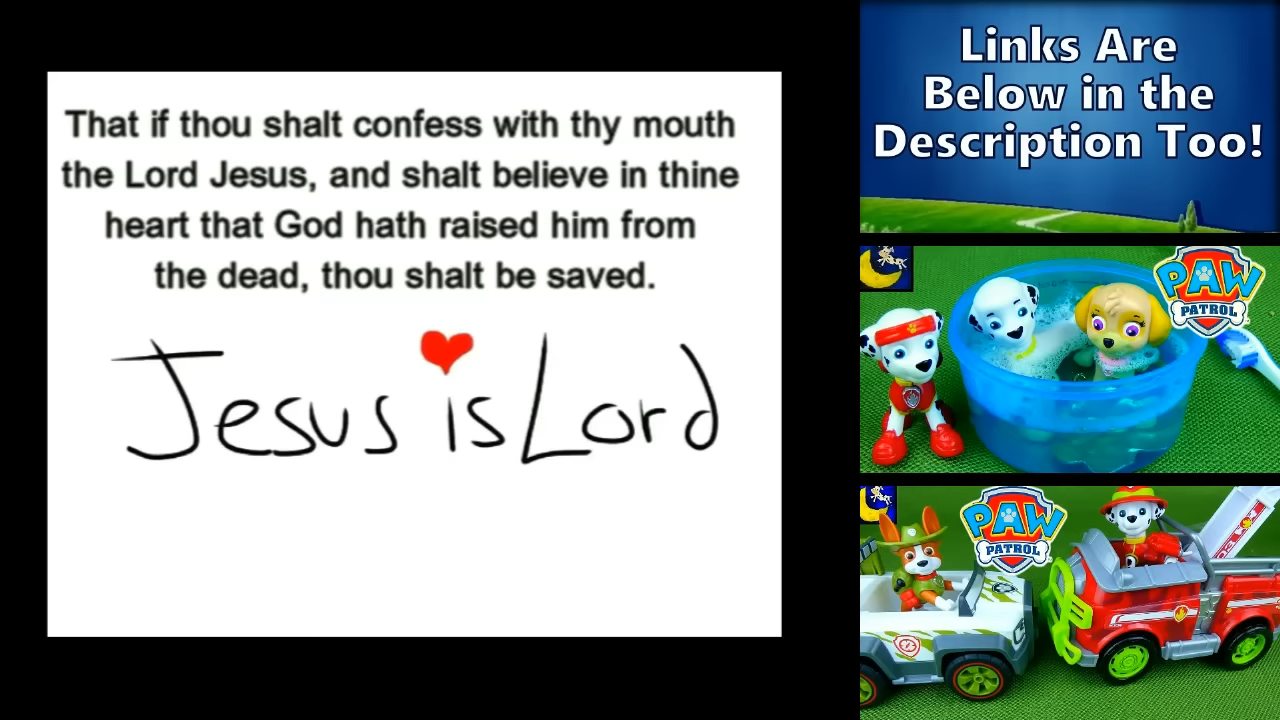 That if thou shalt confess with thy mouth
the Lord Jesus, and shalt believe in thine
heart that God hath raised him from
the dead, thou shalt be saved.
Jesus is Lord
Links Are
Below in the
Description Too!
PAW
PATROL
PAW
PATROL